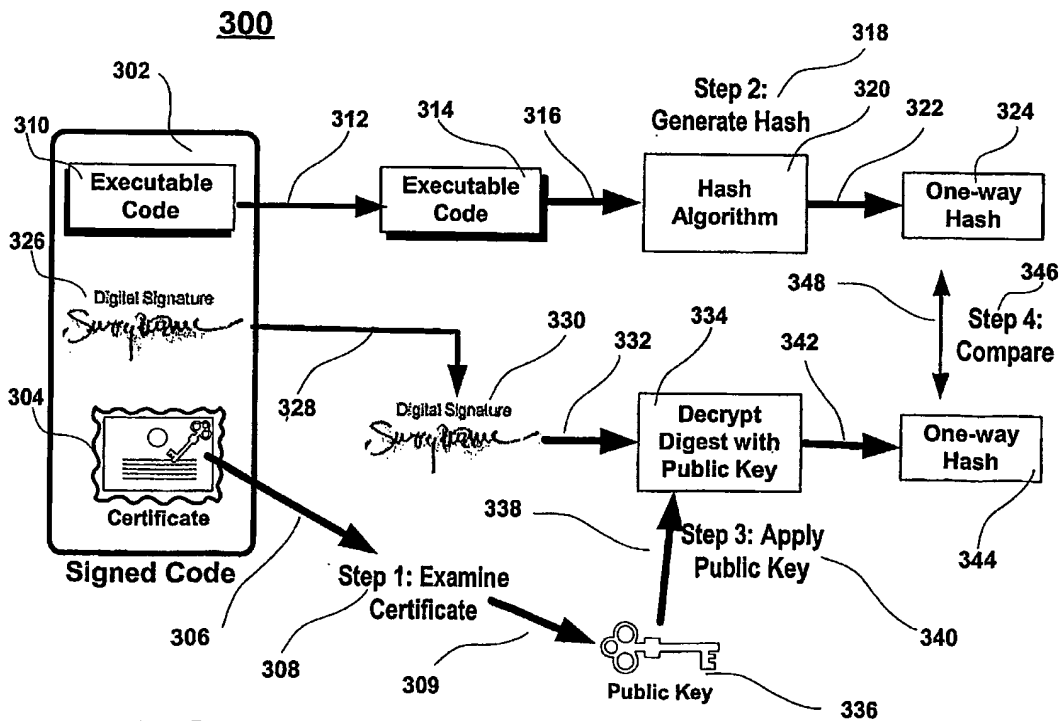 300
302
310
312
314
316
Step 2:
Generate Hash
318
320
322
324
Executable
Code
Executable
Code
Hash
Algorithm
One-way
Hash
326
Digital Signature
328
330
332
334
342
348
346
Step 4:
Compare
304
Digital Signature
Decrypt
Digest with
Public Key
One-way
Hash
Certificate
Signed Code
306
Step 1: Examine
Certificate
308
309
338
Step 3: Apply
Public Key
340
344
Public Key
336